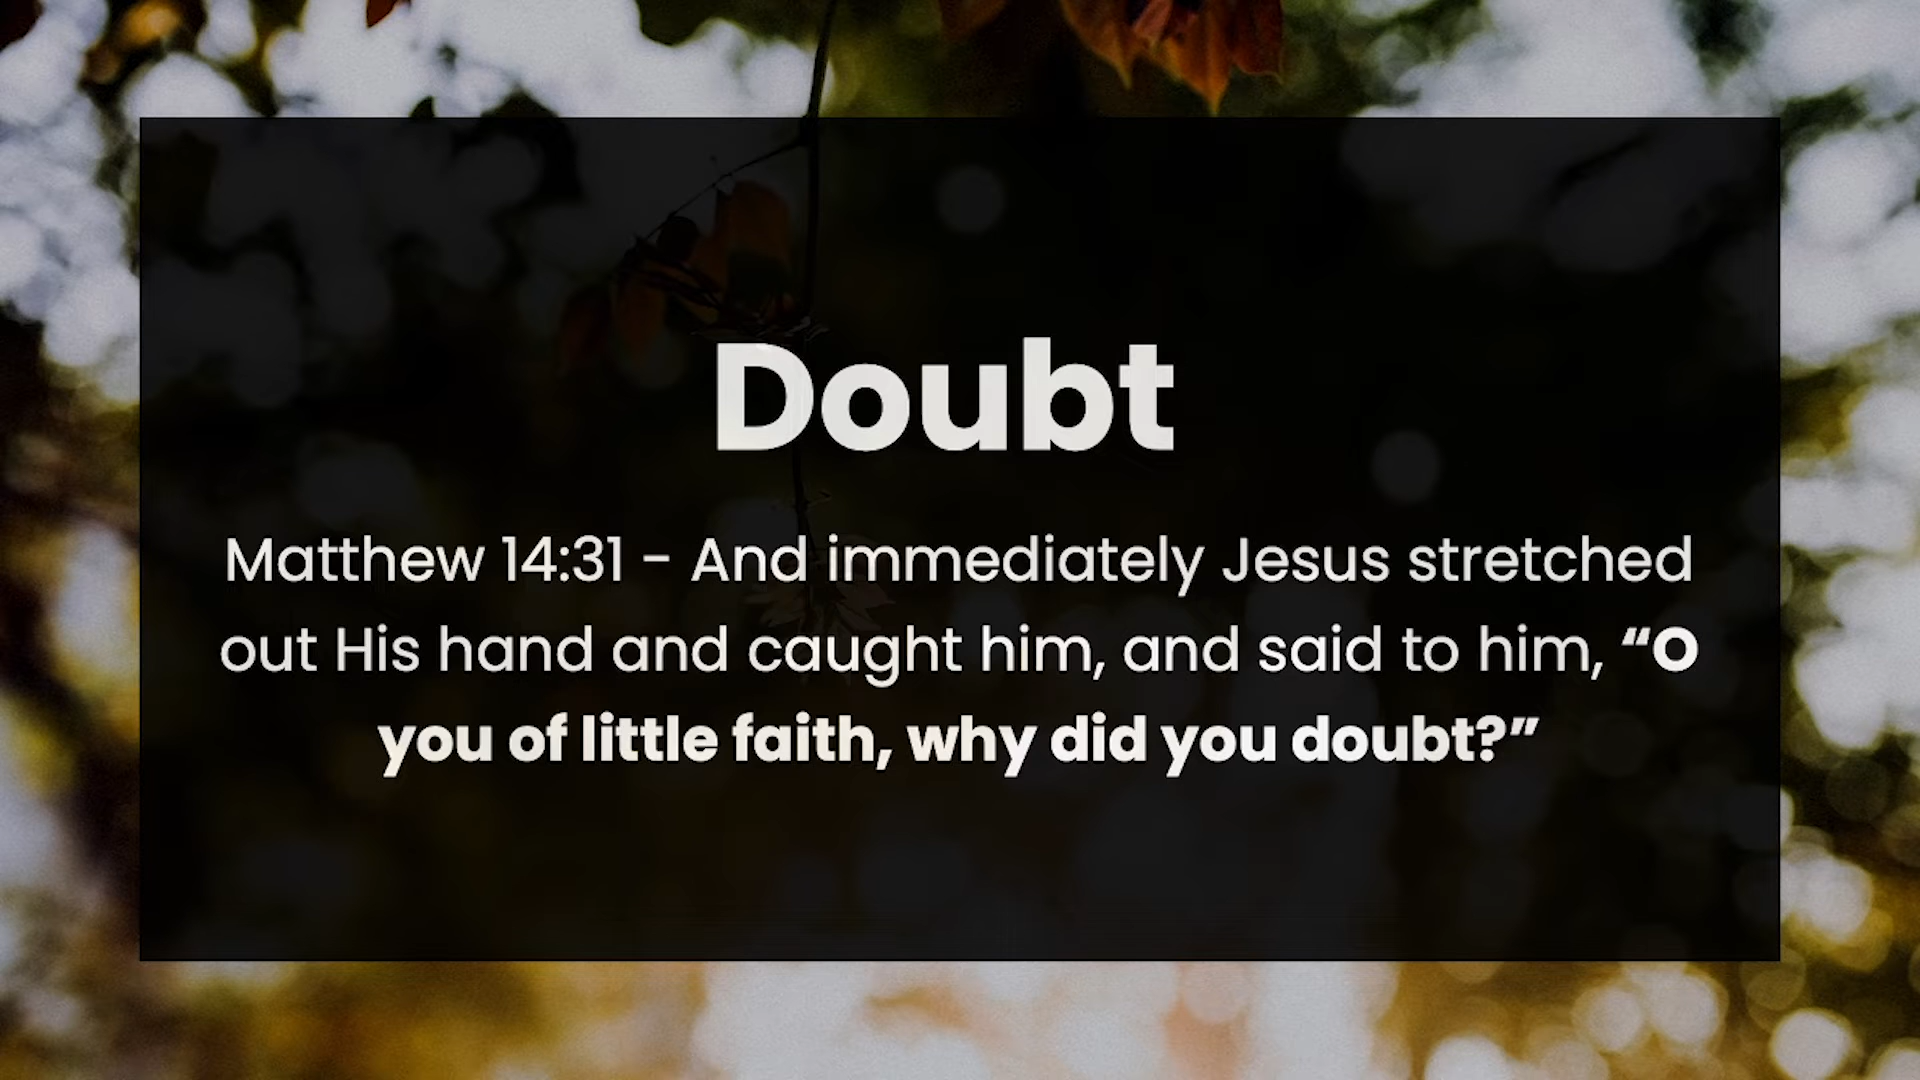 Doubt
Matthew 14:31 - And immediately Jesus stretched
out His hand and caught him, and said to him, “O
you of little faith, why did you doubt?”